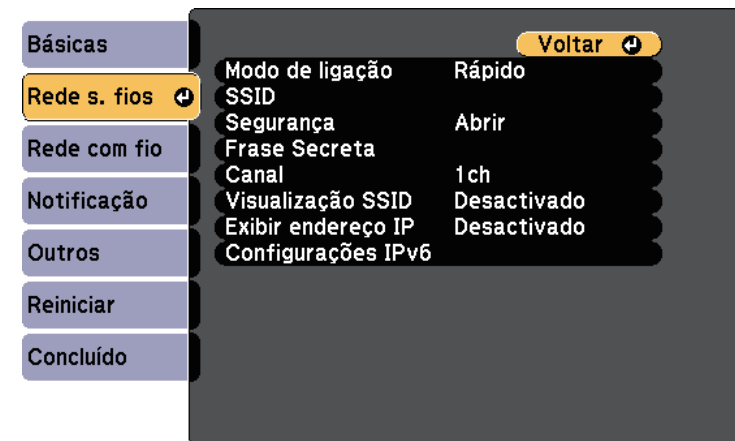 Básicas
Rede s. fios
Rede com fio
Notificação
Outros
Reiniciar
Concluído
Voltar
Modo de ligação Rápido
SSID
Segurança Abrir
Frase Secreta
Canal 1ch
Visualização SSID Desactivado
Exibir endereço IP Desactivado
Configurações IPv6